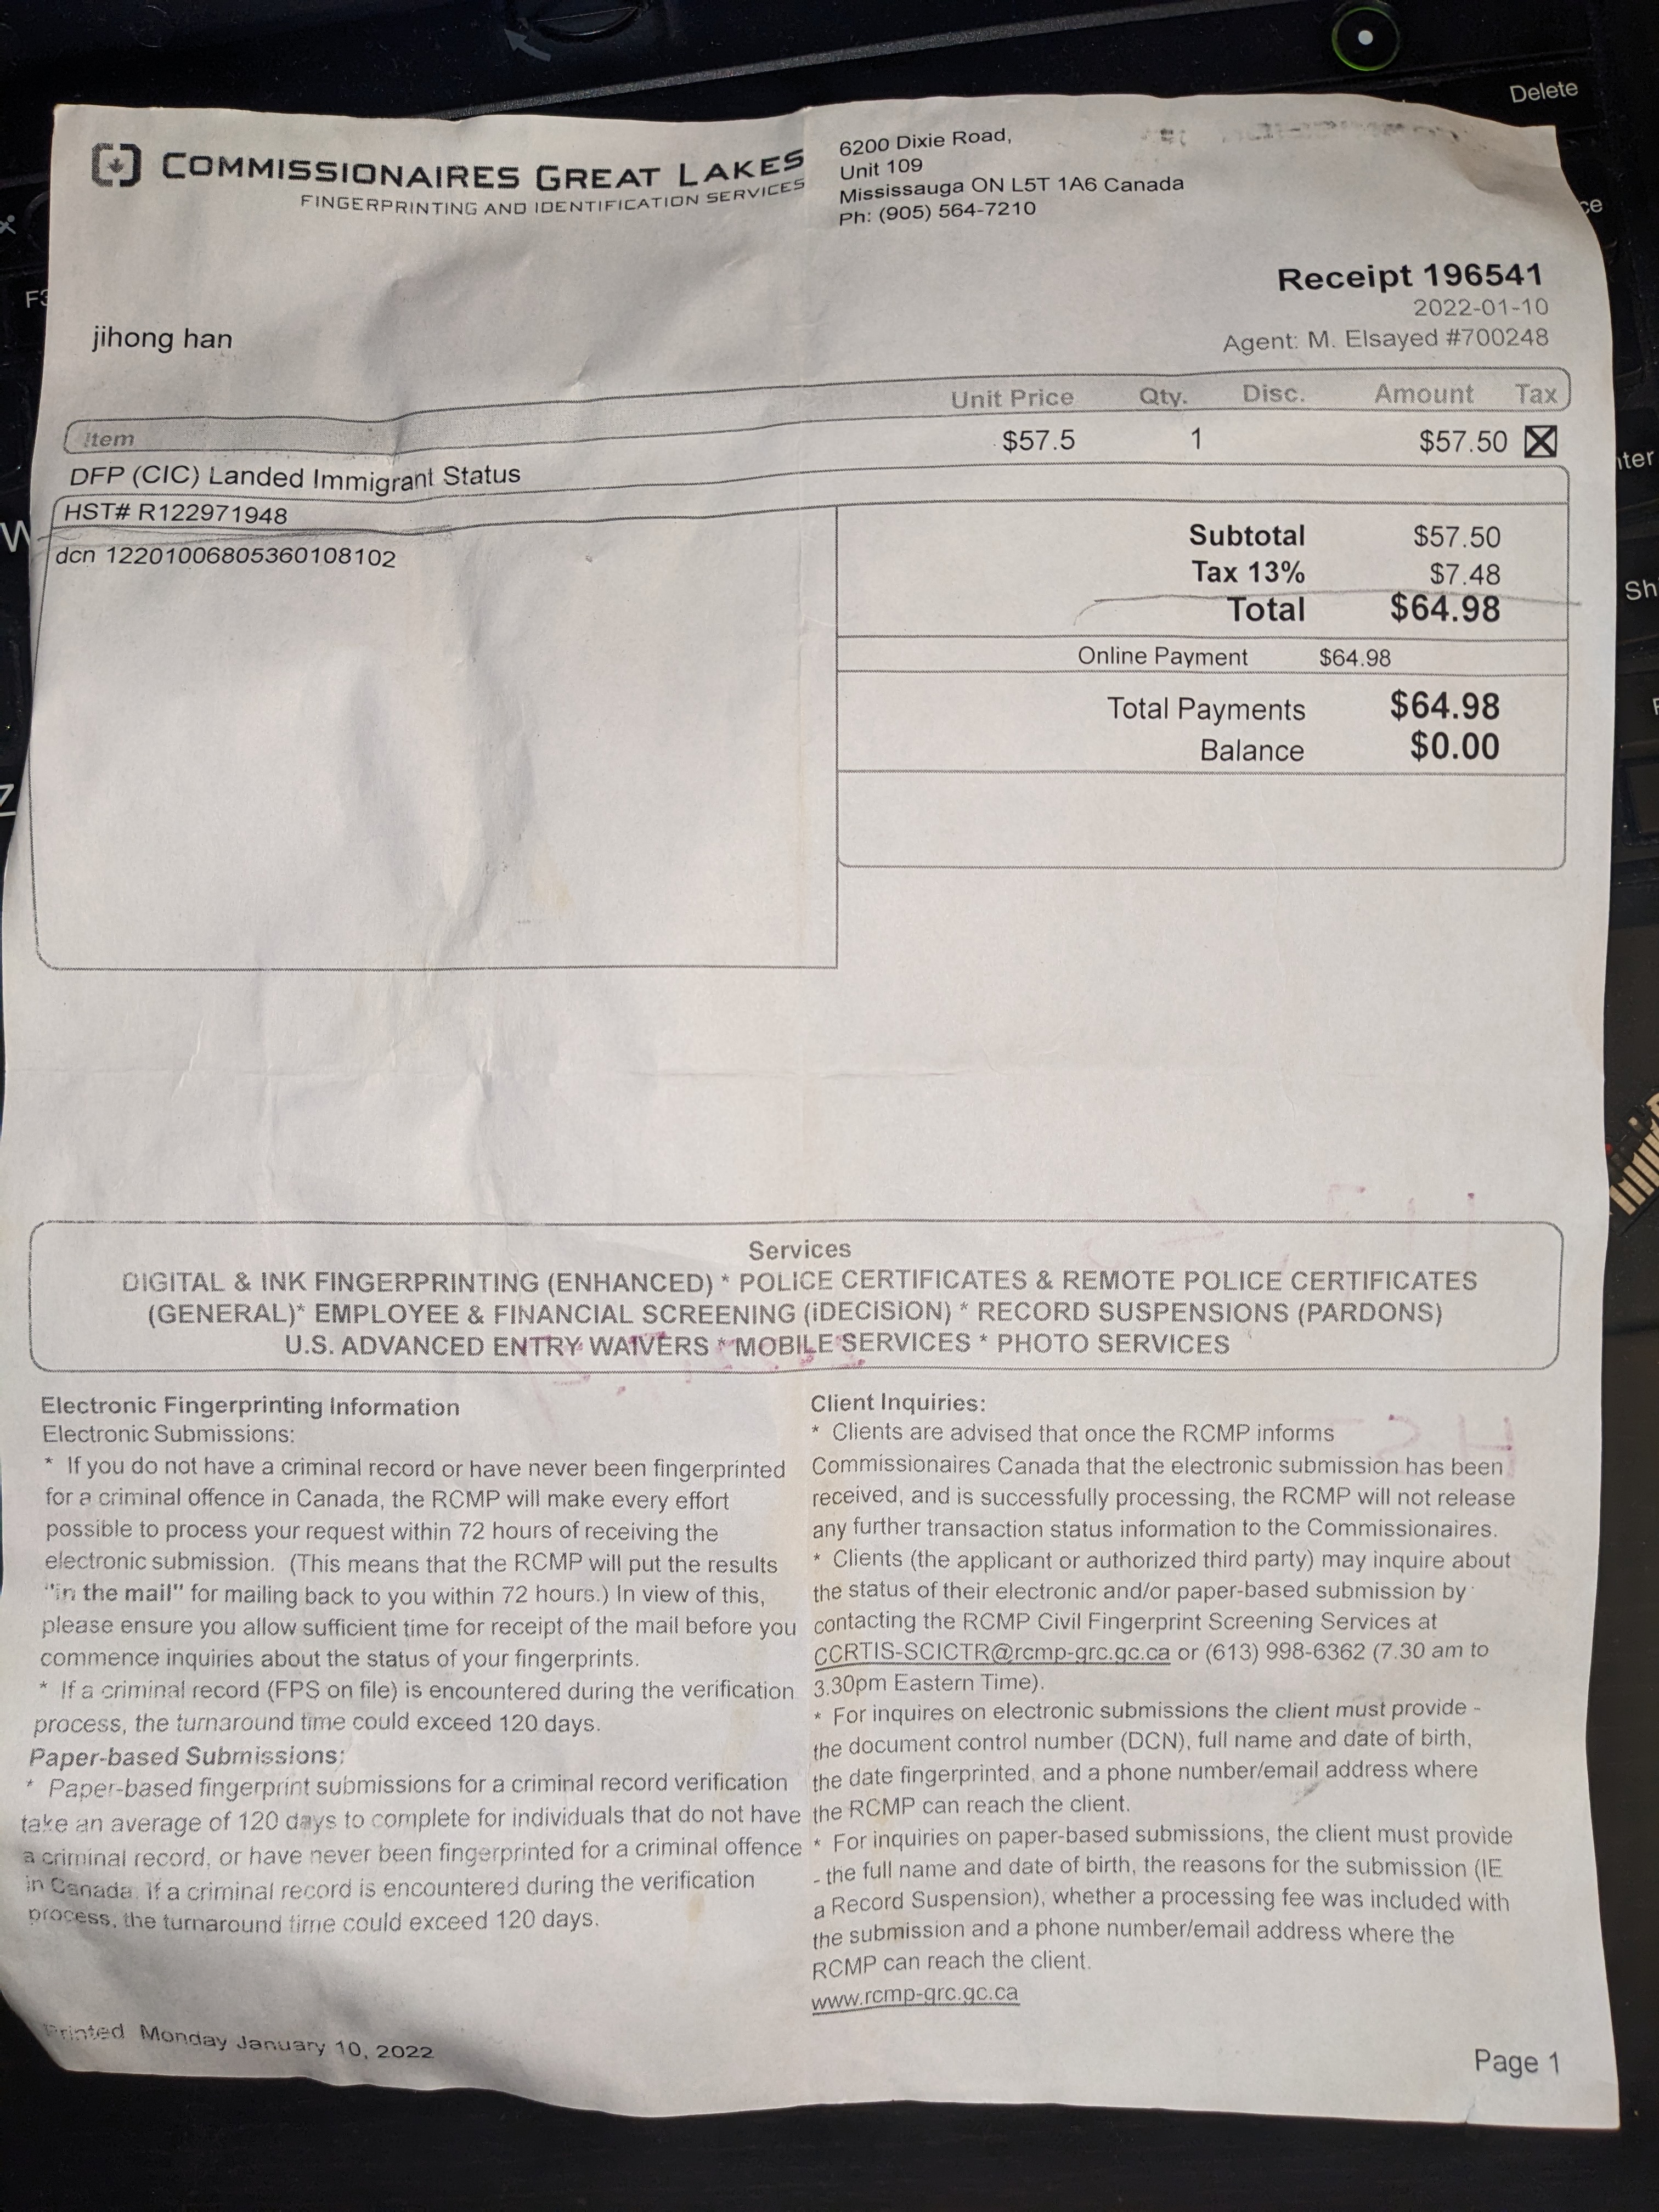 Delete
COMMISSIONAIRES GREAT LAKES
FINGERPRINTING AND IDENTIFICATION SERVICES
6200 Dixie Road,
Unit 109
Mississauga ON L5T 1A6 Canada
Ph: (905) 564-7210
Receipt 196541
2022-01-10
Agent: M. Elsayed #700248
jihong han
Item Unit Price Qty. Disc. Amount Tax
DFP (CIC) Landed Immigrant Status $57.5 1 $57.50
HST# R122971948
dcn 12201006805360108102
Subtotal $57.50
Tax 13% $7.48
Total $64.98
Online Payment $64.98
Total Payments $64.98
Balance $0.00
Services
DIGITAL & INK FINGERPRINTING (ENHANCED) * POLICE CERTIFICATES & REMOTE POLICE CERTIFICATES
(GENERAL)* EMPLOYEE & FINANCIAL SCREENING (iDECISION) * RECORD SUSPENSIONS (PARDONS)
U.S. ADVANCED ENTRY WAIVERS * MOBILE SERVICES * PHOTO SERVICES
Electronic Fingerprinting Information
Electronic Submissions:
* If you do not have a criminal record or have never been fingerprinted
for a criminal offence in Canada, the RCMP will make every effort
possible to process your request within 72 hours of receiving the
electronic submission. (This means that the RCMP will put the results
"in the mail" for mailing back to you within 72 hours.) In view of this,
please ensure you allow sufficient time for receipt of the mail before you
commence inquiries about the status of your fingerprints.
* If a criminal record (FPS on file) is encountered during the verification
process, the turnaround time could exceed 120 days.
Paper-based Submissions:
* Paper-based fingerprint submissions for a criminal record verification
take an average of 120 days to complete for individuals that do not have
a criminal record, or have never been fingerprinted for a criminal offence
in Canada. If a criminal record is encountered during the verification
process, the turnaround time could exceed 120 days.
Client Inquiries:
* Clients are advised that once the RCMP informs
Commissionaires Canada that the electronic submission has been
received, and is successfully processing, the RCMP will not release
any further transaction status information to the Commissionaires.
* Clients (the applicant or authorized third party) may inquire about
the status of their electronic and/or paper-based submission by
contacting the RCMP Civil Fingerprint Screening Services at
CCRTIS-SCICTR@rcmp-grc.gc.ca or (613) 998-6362 (7.30 am to
3.30pm Eastern Time).
* For inquires on electronic submissions the client must provide -
the document control number (DCN), full name and date of birth,
the date fingerprinted, and a phone number/email address where
the RCMP can reach the client.
* For inquiries on paper-based submissions, the client must provide
- the full name and date of birth, the reasons for the submission (IE
a Record Suspension), whether a processing fee was included with
the submission and a phone number/email address where the
RCMP can reach the client.
www.rcmp-grc.gc.ca
Printed Monday January 10, 2022
Page 1